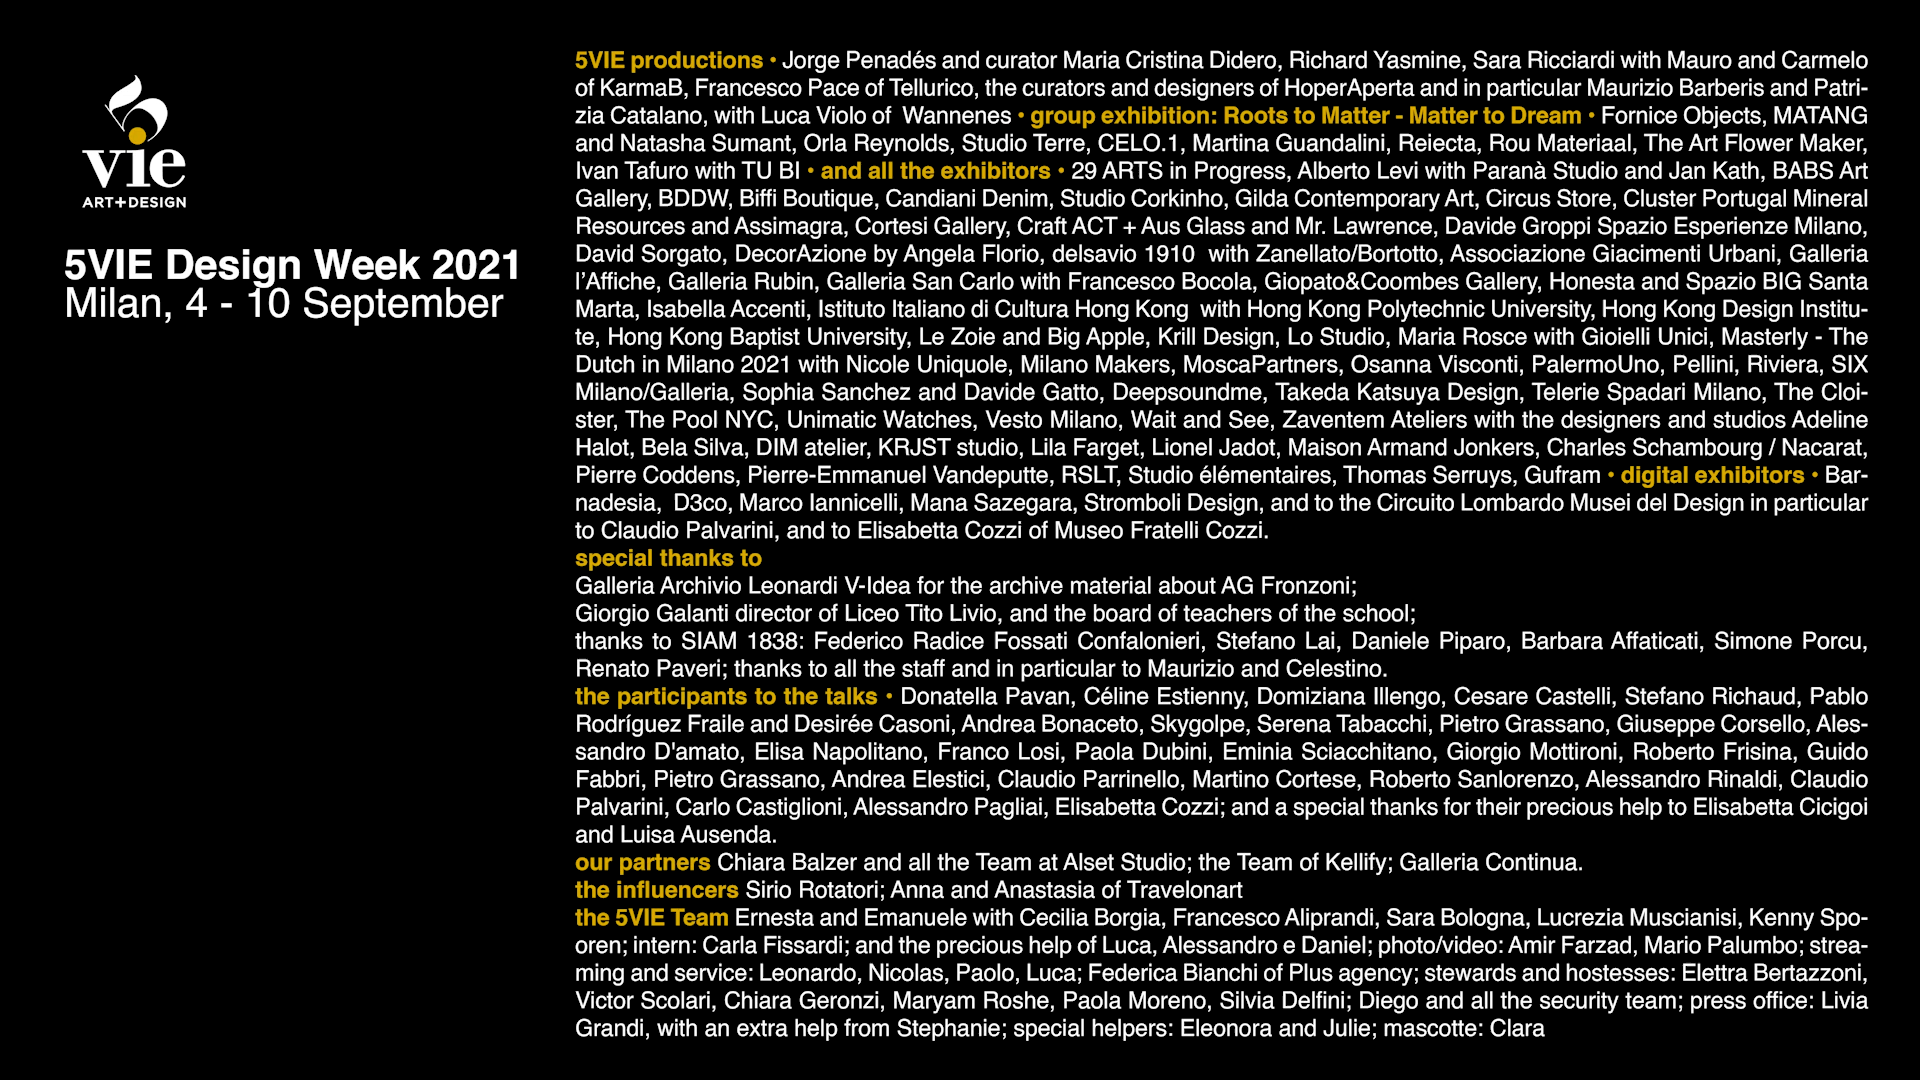 5vie
ART+DESIGN
5VIE Design Week 2021
Milan, 4 - 10 September
5VIE productions • Jorge Penadés and curator Maria Cristina Didero, Richard Yasmine, Sara Ricciardi with Mauro and Carmelo
of KarmaB, Francesco Pace of Tellurico, the curators and designers of HoperAperta and in particular Maurizio Barberis and Patri-
zia Catalano, with Luca Violo of  Wannenes • group exhibition: Roots to Matter - Matter to Dream • Fornice Objects, MATANG
and Natasha Sumant, Orla Reynolds, Studio Terre, CELO.1, Martina Guandalini, Reiecta, Rou Materiaal, The Art Flower Maker,
Ivan Tafuro with TU BI • and all the exhibitors • 29 ARTS in Progress, Alberto Levi with Paranà Studio and Jan Kath, BABS Art
Gallery, BDDW, Biffi Boutique, Candiani Denim, Studio Corkinho, Gilda Contemporary Art, Circus Store, Cluster Portugal Mineral
Resources and Assimagra, Cortesi Gallery, Craft ACT + Aus Glass and Mr. Lawrence, Davide Groppi Spazio Esperienze Milano,
David Sorgato, DecorAzione by Angela Florio, delsavio 1910  with Zanellato/Bortotto, Associazione Giacimenti Urbani, Galleria
l’Affiche, Galleria Rubin, Galleria San Carlo with Francesco Bocola, Giopato&Coombes Gallery, Honesta and Spazio BIG Santa
Marta, Isabella Accenti, Istituto Italiano di Cultura Hong Kong  with Hong Kong Polytechnic University, Hong Kong Design Institu-
te, Hong Kong Baptist University, Le Zoie and Big Apple, Krill Design, Lo Studio, Maria Rosce with Gioielli Unici, Masterly - The
Dutch in Milano 2021 with Nicole Uniquole, Milano Makers, MoscaPartners, Osanna Visconti, PalermoUno, Pellini, Riviera, SIX
Milano/Galleria, Sophia Sanchez and Davide Gatto, Deepsoundme, Takeda Katsuya Design, Telerie Spadari Milano, The Cloi-
ster, The Pool NYC, Unimatic Watches, Vesto Milano, Wait and See, Zaventem Ateliers with the designers and studios Adeline
Halot, Bela Silva, DIM atelier, KRJST studio, Lila Farget, Lionel Jadot, Maison Armand Jonkers, Charles Schambourg / Nacarat,
Pierre Coddens, Pierre-Emmanuel Vandeputte, RSLT, Studio élémentaires, Thomas Serruys, Gufram • digital exhibitors • Bar-
nadesia,  D3co, Marco Iannicelli, Mana Sazegara, Stromboli Design, and to the Circuito Lombardo Musei del Design in particular
to Claudio Palvarini, and to Elisabetta Cozzi of Museo Fratelli Cozzi.
special thanks to
Galleria Archivio Leonardi V-Idea for the archive material about AG Fronzoni;
Giorgio Galanti director of Liceo Tito Livio, and the board of teachers of the school;
thanks to SIAM 1838: Federico Radice Fossati Confalonieri, Stefano Lai, Daniele Piparo, Barbara Affaticati, Simone Porcu,
Renato Paveri; thanks to all the staff and in particular to Maurizio and Celestino.
the participants to the talks • Donatella Pavan, Céline Estienny, Domiziana Illengo, Cesare Castelli, Stefano Richaud, Pablo
Rodríguez Fraile and Desirée Casoni, Andrea Bonaceto, Skygolpe, Serena Tabacchi, Pietro Grassano, Giuseppe Corsello, Ales-
sandro D'amato, Elisa Napolitano, Franco Losi, Paola Dubini, Eminia Sciacchitano, Giorgio Mottironi, Roberto Frisina, Guido
Fabbri, Pietro Grassano, Andrea Elestici, Claudio Parrinello, Martino Cortese, Roberto Sanlorenzo, Alessandro Rinaldi, Claudio
Palvarini, Carlo Castiglioni, Alessandro Pagliai, Elisabetta Cozzi; and a special thanks for their precious help to Elisabetta Cicigoi
and Luisa Ausenda.
our partners Chiara Balzer and all the Team at Alset Studio; the Team of Kellify; Galleria Continua.
the influencers Sirio Rotatori; Anna and Anastasia of Travelonart
the 5VIE Team Ernesta and Emanuele with Cecilia Borgia, Francesco Aliprandi, Sara Bologna, Lucrezia Muscianisi, Kenny Spo-
oren; intern: Carla Fissardi; and the precious help of Luca, Alessandro e Daniel; photo/video: Amir Farzad, Mario Palumbo; strea-
ming and service: Leonardo, Nicolas, Paolo, Luca; Federica Bianchi of Plus agency; stewards and hostesses: Elettra Bertazzoni,
Victor Scolari, Chiara Geronzi, Maryam Roshe, Paola Moreno, Silvia Delfini; Diego and all the security team; press office: Livia
Grandi, with an extra help from Stephanie; special helpers: Eleonora and Julie; mascotte: Clara